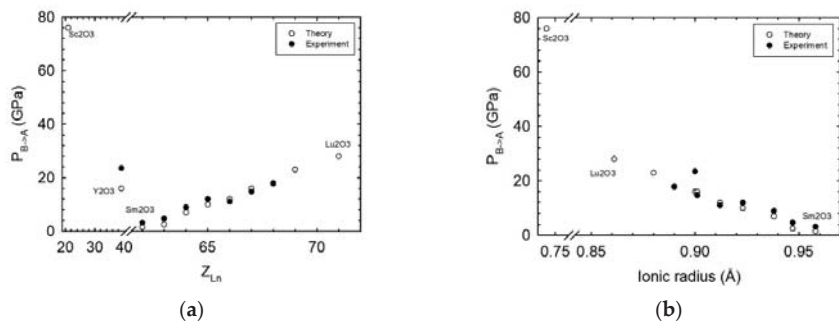 80
60
40
20
0
P_B->A (GPa)
Sc2O3
Y2O3
Sm2O3
Lu2O3
○ Theory
● Experiment
20 30 40 65 70
Z_Ln
(a)
80
60
40
20
0
P_B->A (GPa)
Sc2O3
Lu2O3
Sm2O3
○ Theory
● Experiment
0.75 0.85 0.90 0.95
Ionic radius (Å)
(b)